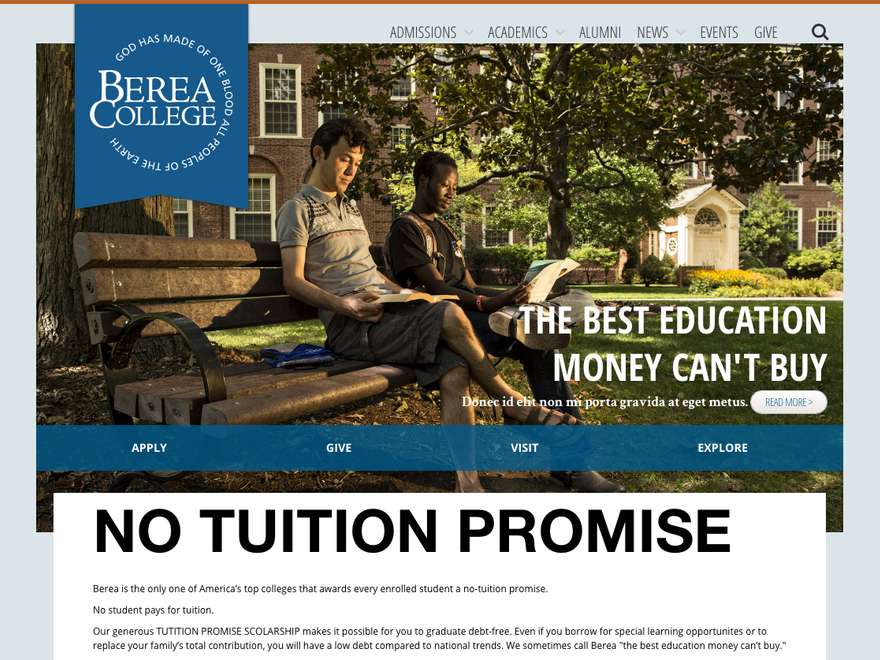 ADMISSIONS ACADEMICS ALUMNI NEWS EVENTS GIVE
GOD HAS MADE OF ONE BLOOD ALL PEOPLES OF THE EARTH
BEREA
COLLEGE
THE BEST EDUCATION
MONEY CAN'T BUY
Donec id elit non mi porta gravida at eget metus. READ MORE >
APPLY GIVE VISIT EXPLORE
NO TUITION PROMISE
Berea is the only one of America's top colleges that awards every enrolled student a no-tuition promise.
No student pays for tuition.
Our generous TUTITION PROMISE SCOLARSHIP makes it possible for you to graduate debt-free. Even if you borrow for special learning opportunites or to
replace your family's total contribution, you will have a low debt compared to national trends. We sometimes call Berea "the best education money can't buy."